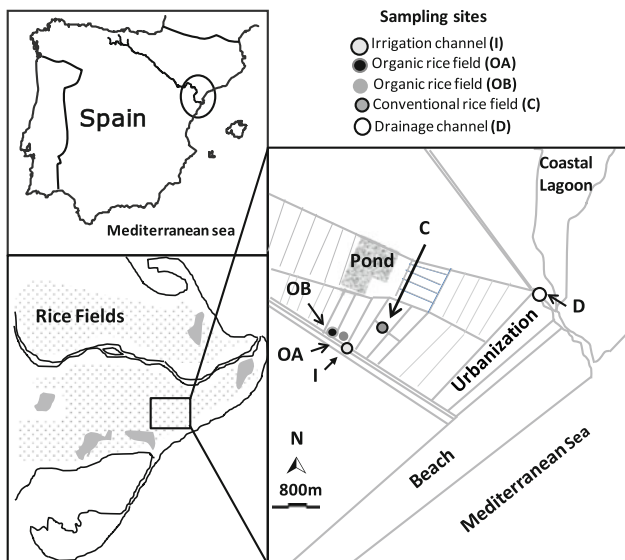 Sampling sites
Irrigation channel (I)
Organic rice field (OA)
Organic rice field (OB)
Conventional rice field (C)
Drainage channel (D)
Spain
Mediterranean sea
Rice Fields
Coastal
Lagoon
C
Pond
OB
D
OA
I
Urbanization
N
800m
Beach
Mediterranean Sea